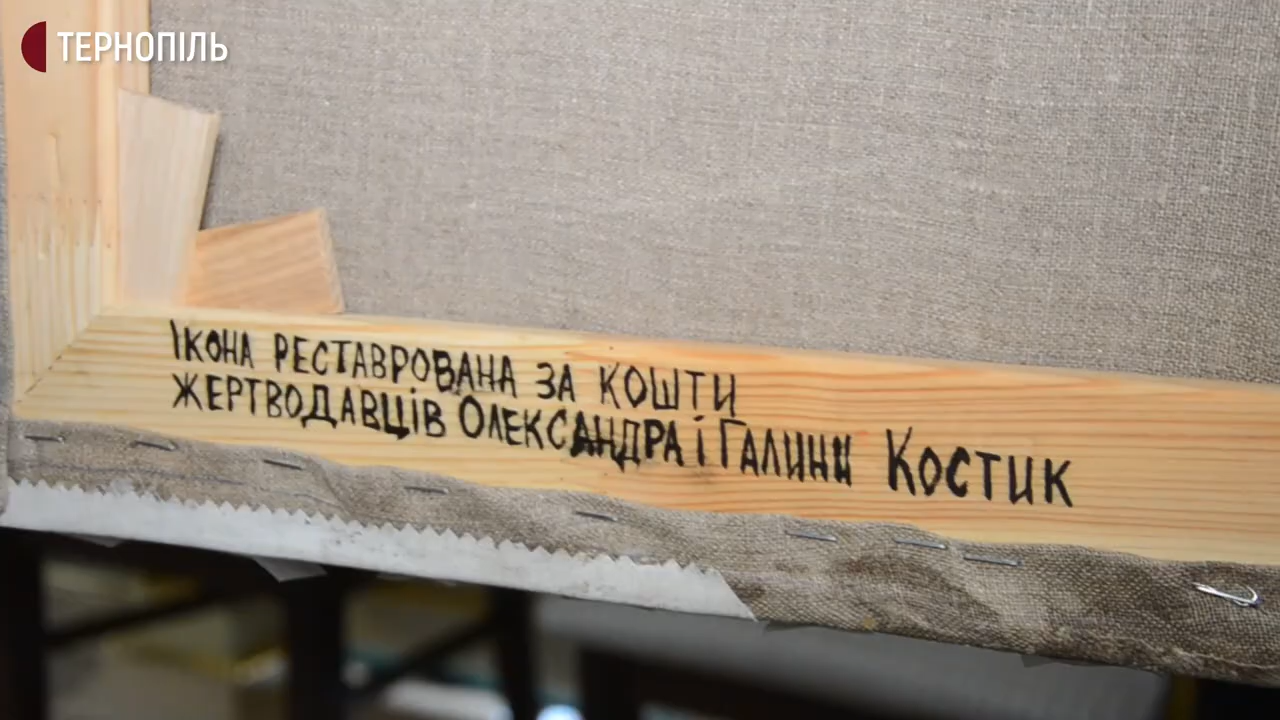 ТЕРНОПІЛЬ
Ікона реставрована за кошти
жертводавців Олександра і Галини Костик